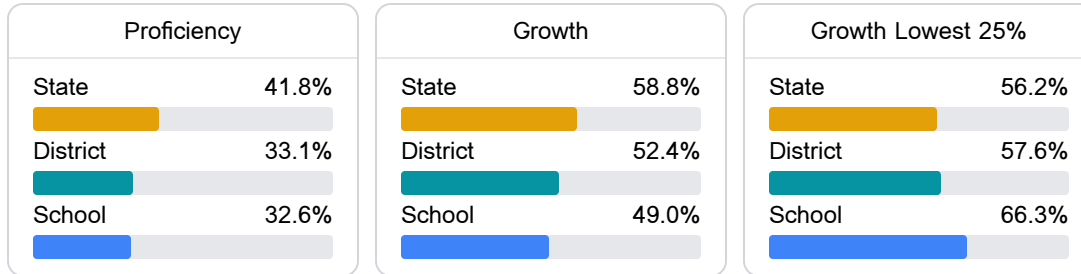 Proficiency
State 41.8%
District 33.1%
School 32.6%
Growth
State 58.8%
District 52.4%
School 49.0%
Growth Lowest 25%
State 56.2%
District 57.6%
School 66.3%